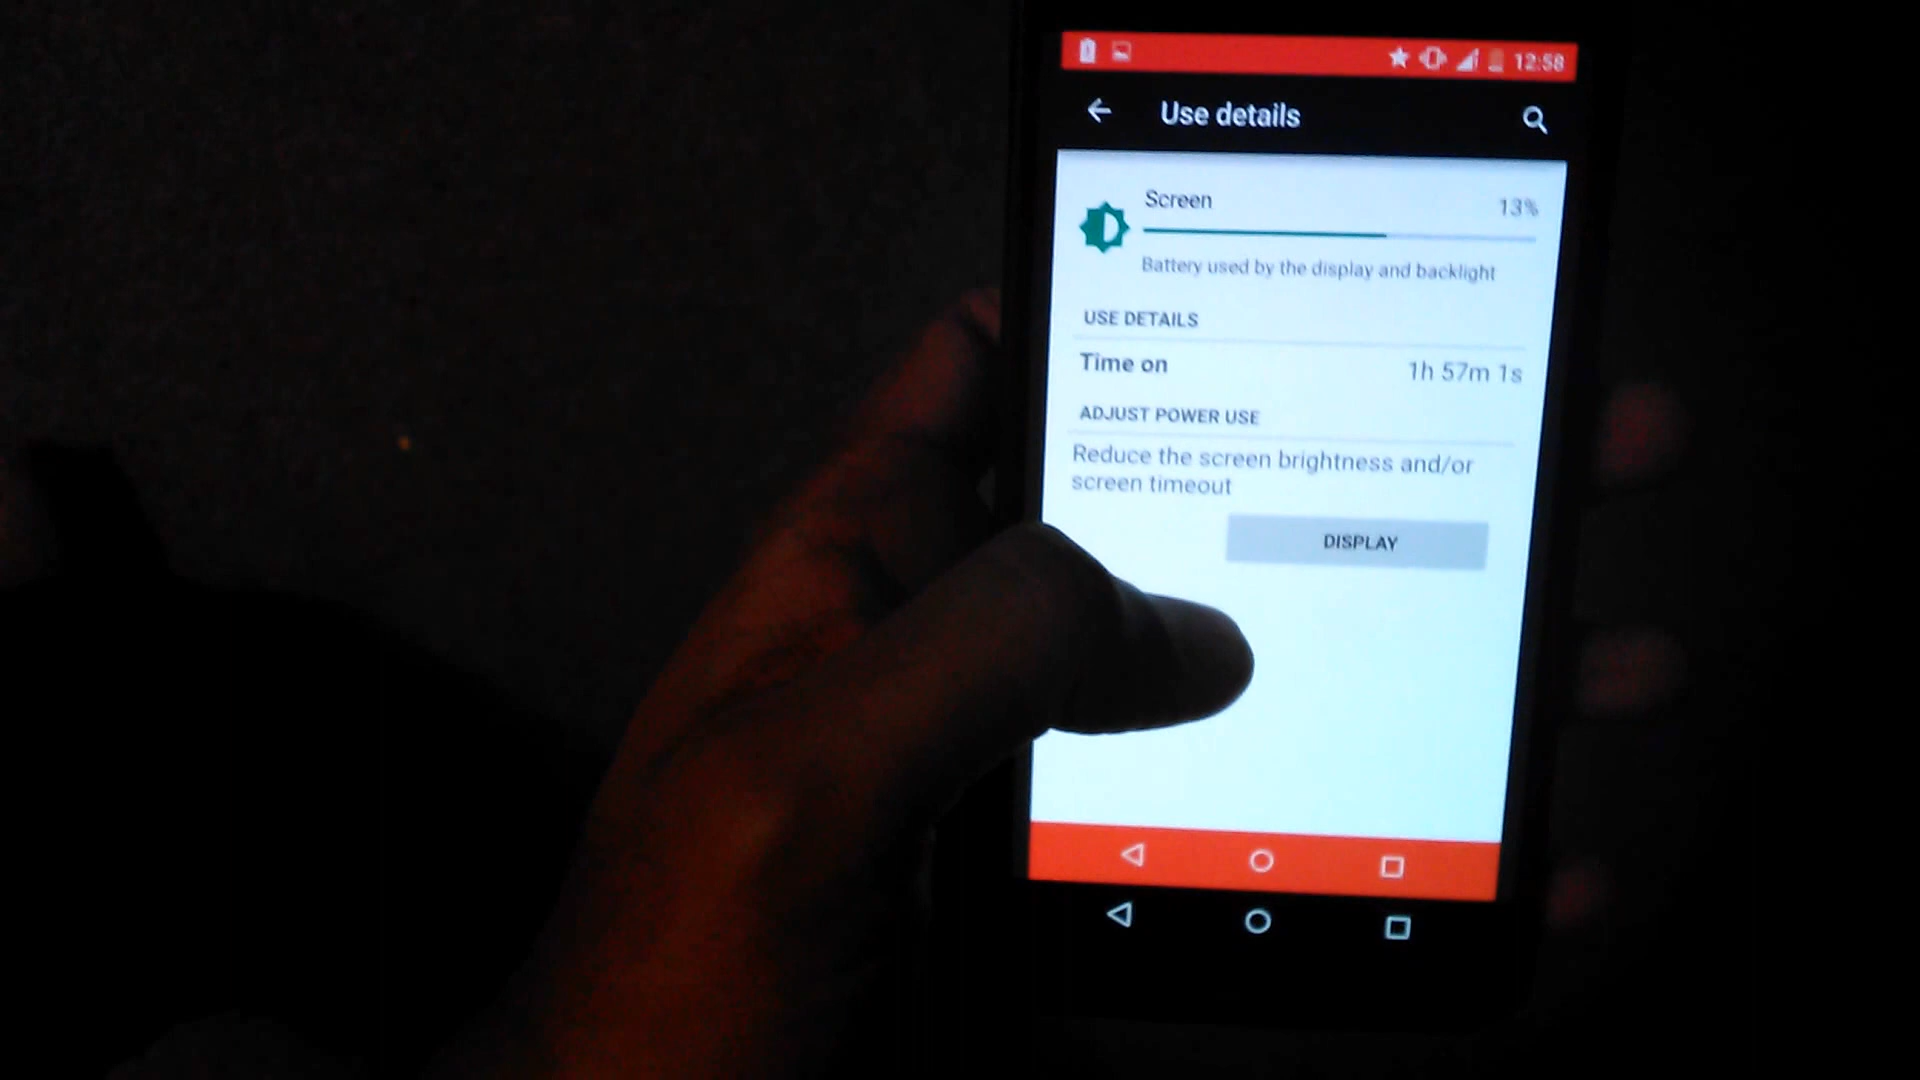 12:58
Use details
Screen 13%
Battery used by the display and backlight
USE DETAILS
Time on 1h 57m 1s
ADJUST POWER USE
Reduce the screen brightness and/or
screen timeout
DISPLAY